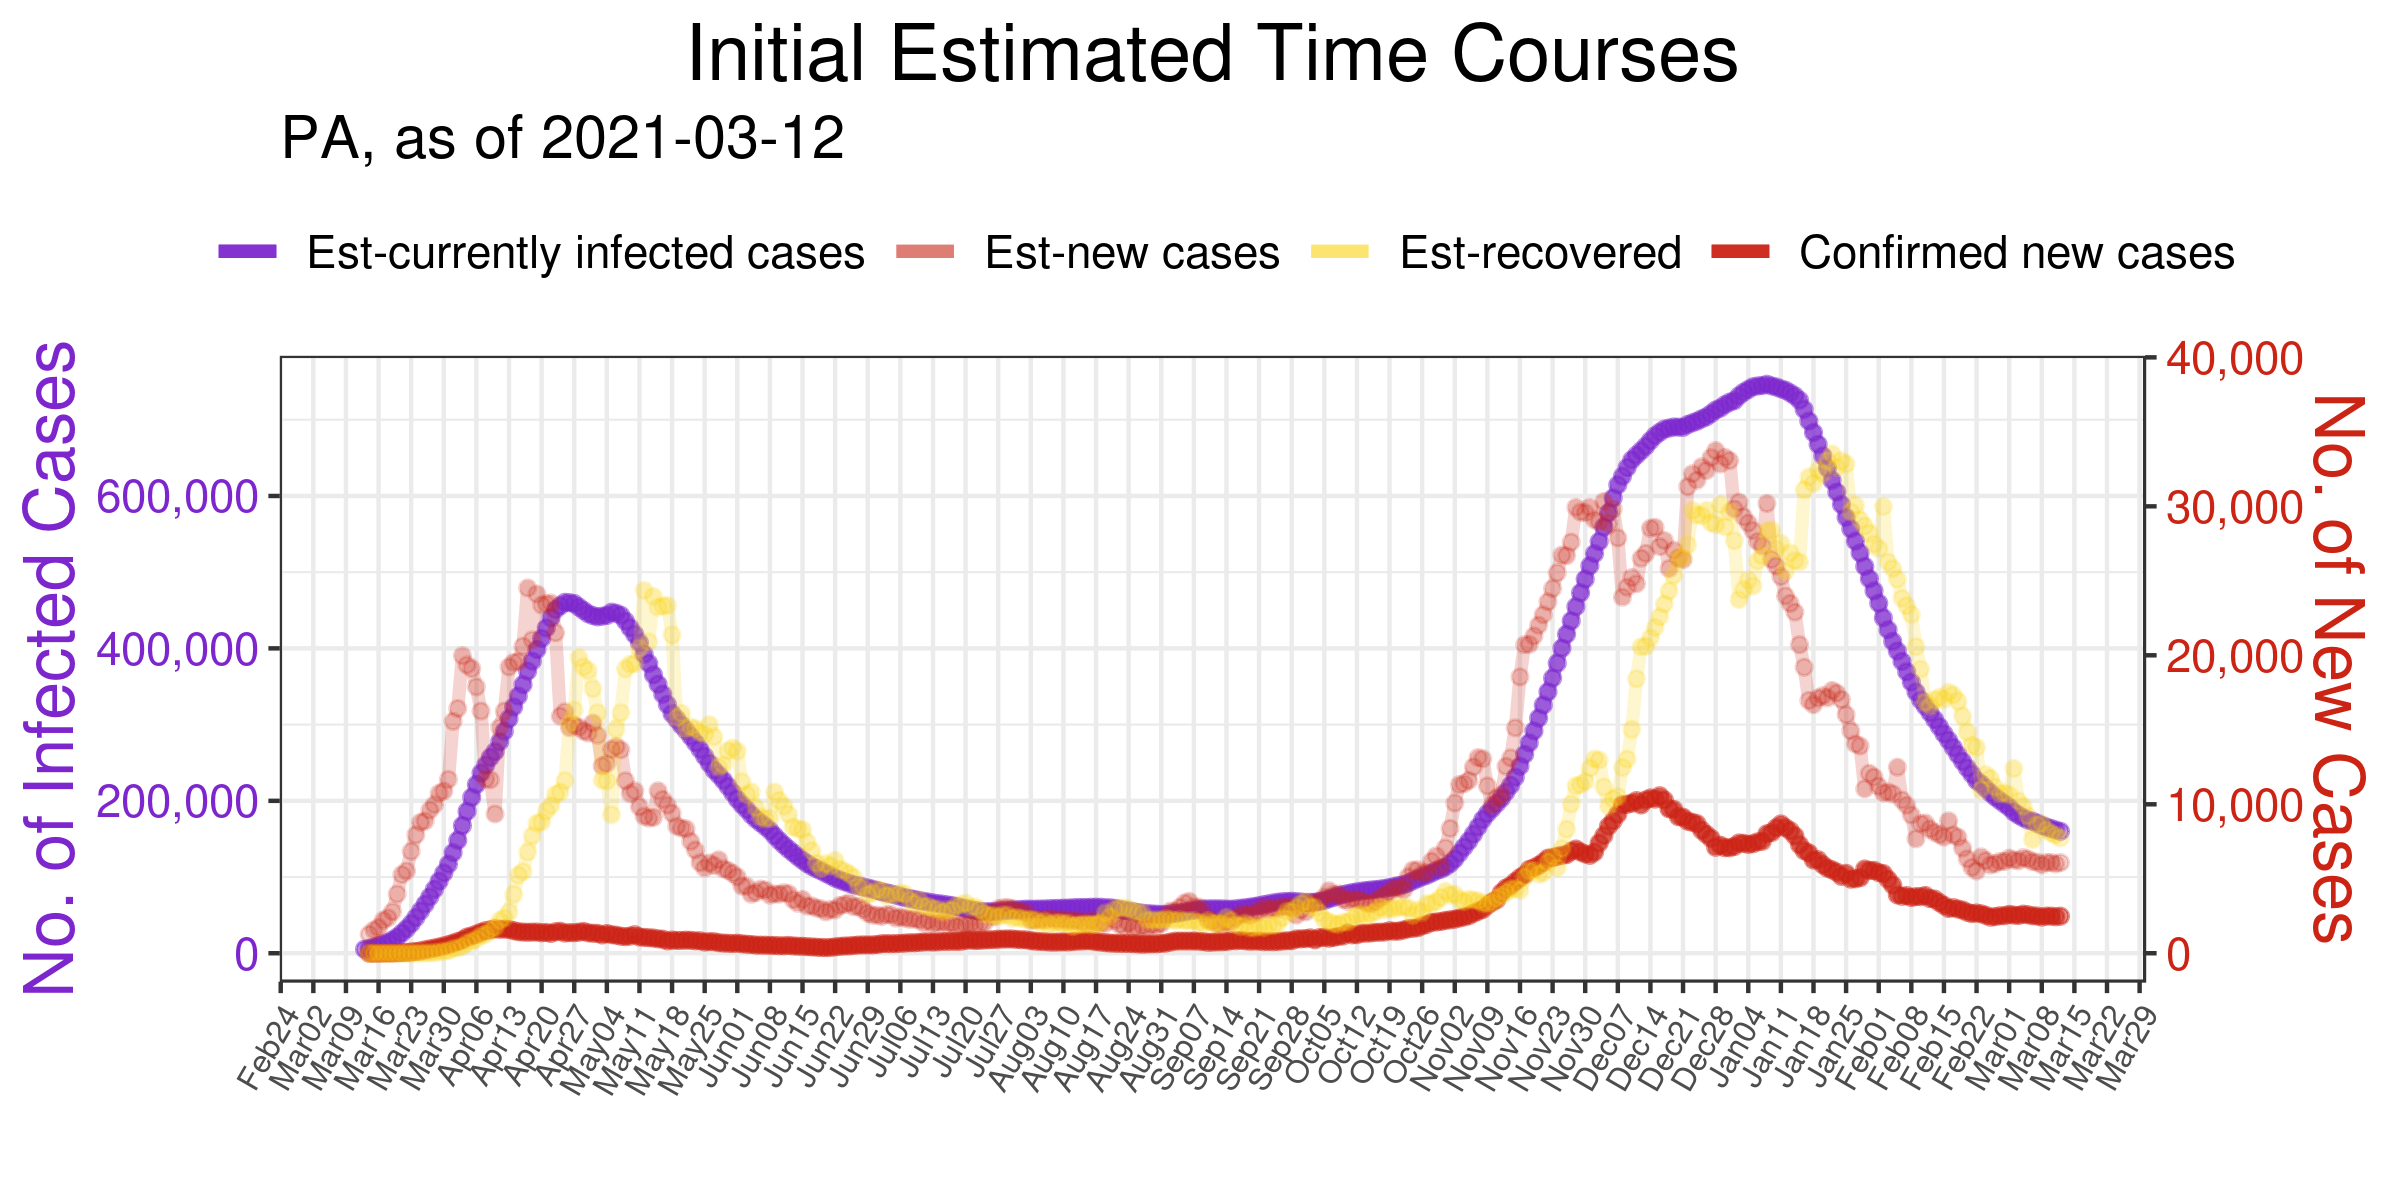 Initial Estimated Time Courses
PA, as of 2021-03-12
Est-currently infected cases Est-new cases Est-recovered Confirmed new cases
No. of Infected Cases
600,000
400,000
200,000
0
40,000
30,000
20,000
10,000
0
No. of New Cases
Feb24 Mar02 Mar09 Mar16 Mar23 Mar30 Apr06 Apr13 Apr20 Apr27 May04 May11 May18 May25 Jun01 Jun08 Jun15 Jun22 Jun29 Jul06 Jul13 Jul20 Jul27 Aug03 Aug10 Aug17 Aug24 Aug31 Sep07 Sep14 Sep21 Sep28 Oct05 Oct12 Oct19 Oct26 Nov02 Nov09 Nov16 Nov23 Nov30 Dec07 Dec14 Dec21 Dec28 Jan04 Jan11 Jan18 Jan25 Feb01 Feb08 Feb15 Feb22 Mar01 Mar08 Mar15 Mar22 Mar29